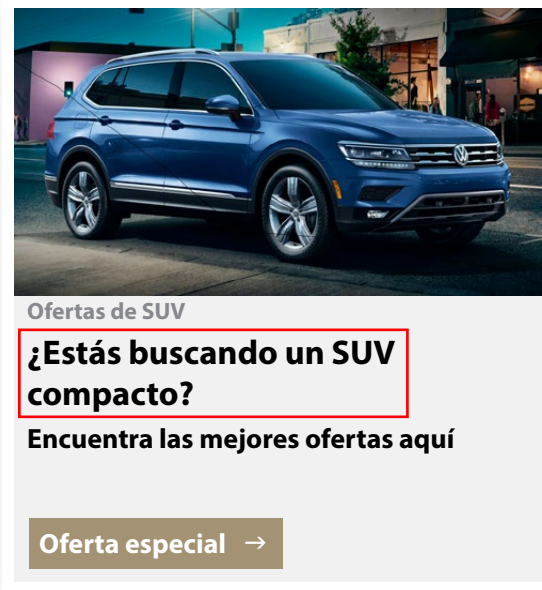 Ofertas de SUV
¿Estás buscando un SUV
compacto?
Encuentra las mejores ofertas aquí
Oferta especial →